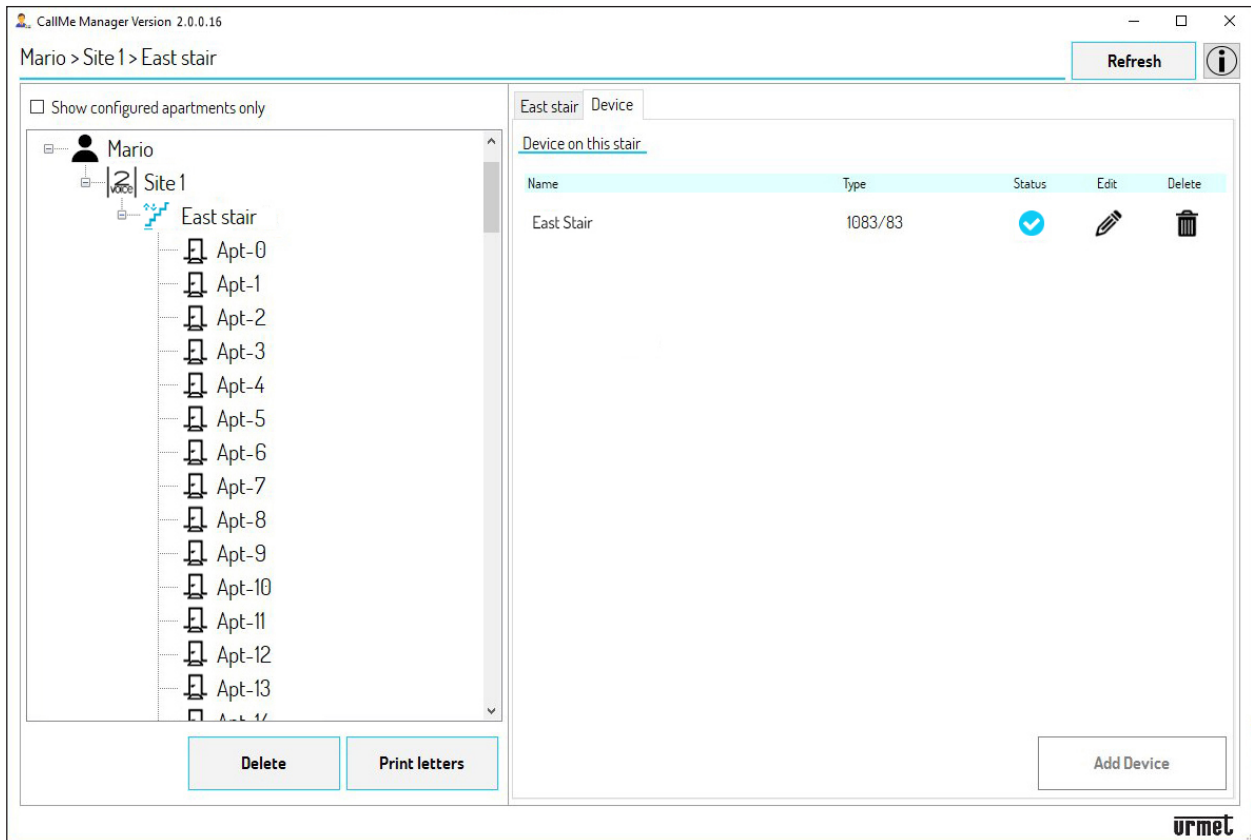 CallMe Manager Version 2.0.0.16
Mario > Site 1 > East stair
Refresh
Show configured apartments only
Mario
2 voice Site 1
East stair
Apt-0
Apt-1
Apt-2
Apt-3
Apt-4
Apt-5
Apt-6
Apt-7
Apt-8
Apt-9
Apt-10
Apt-11
Apt-12
Apt-13
Delete Print letters
East stair Device
Device on this stair
Name Type Status Edit Delete
East Stair 1083/83
Add Device
urmet